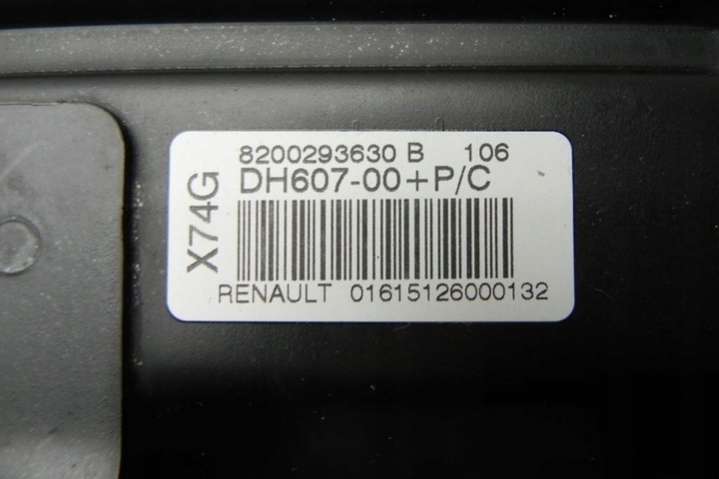 8200293630 B 106
DH607-00+P/C
X74G
RENAULT 01615126000132